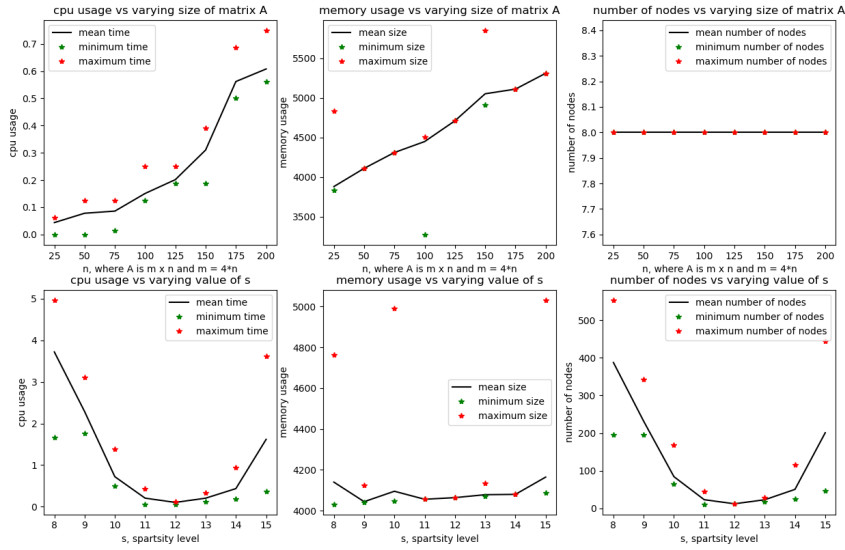 cpu usage vs varying size of matrix A
memory usage vs varying size of matrix A
number of nodes vs varying size of matrix A
mean time
minimum time
maximum time
mean size
minimum size
maximum size
mean number of nodes
minimum number of nodes
maximum number of nodes
cpu usage
0.7
0.6
0.5
0.4
0.3
0.2
0.1
0.0
memory usage
5500
5000
4500
4000
3500
number of nodes
8.4
8.3
8.2
8.1
8.0
7.9
7.8
7.7
7.6
25 50 75 100 125 150 175 200
25 50 75 100 125 150 175 200
25 50 75 100 125 150 175 200
n, where A is m x n and m = 4*n
n, where A is m x n and m = 4*n
n, where A is m x n and m = 4*n
cpu usage vs varying value of s
memory usage vs varying value of s
number of nodes vs varying value of s
mean time
minimum time
maximum time
mean size
minimum size
maximum size
mean number of nodes
minimum number of nodes
maximum number of nodes
cpu usage
5
4
3
2
1
0
memory usage
5000
4800
4600
4400
4200
4000
number of nodes
500
400
300
200
100
0
8 9 10 11 12 13 14 15
8 9 10 11 12 13 14 15
8 9 10 11 12 13 14 15
s, spartsity level
s, spartsity level
s, spartsity level